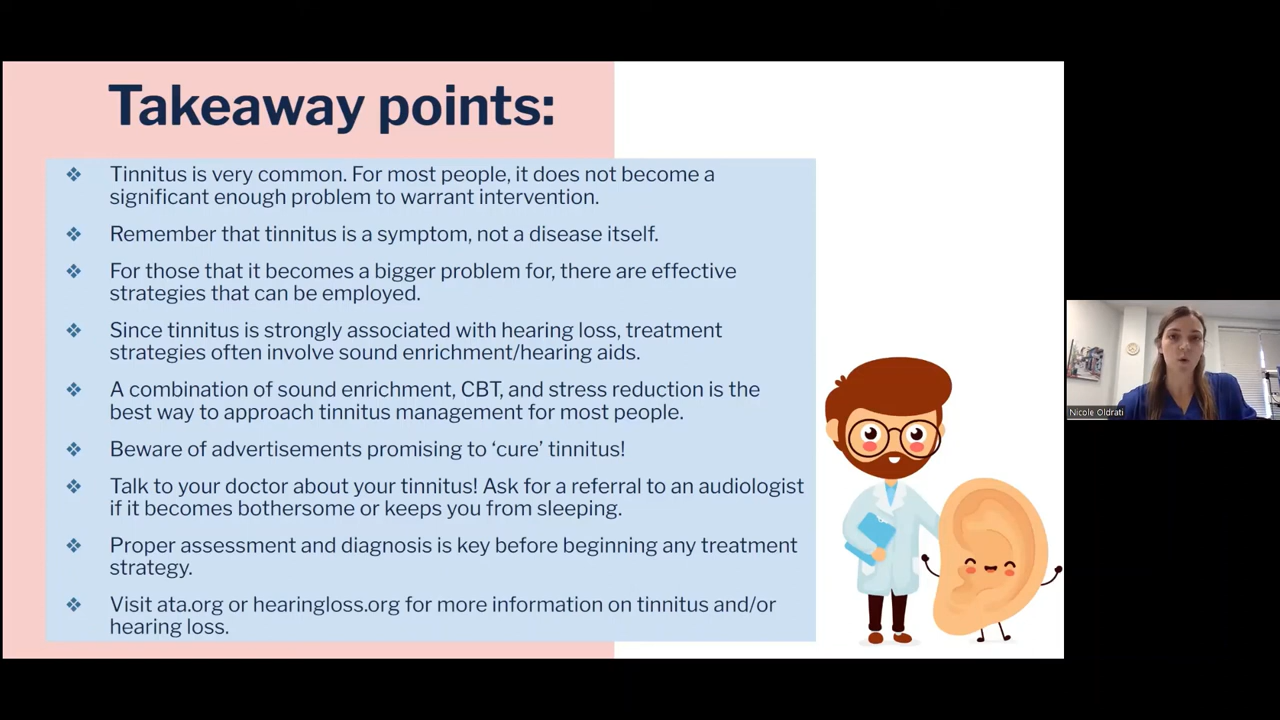 Takeaway points:
❖ Tinnitus is very common. For most people, it does not become a
significant enough problem to warrant intervention.
❖ Remember that tinnitus is a symptom, not a disease itself.
❖ For those that it becomes a bigger problem for, there are effective
strategies that can be employed.
❖ Since tinnitus is strongly associated with hearing loss, treatment
strategies often involve sound enrichment/hearing aids.
❖ A combination of sound enrichment, CBT, and stress reduction is the
best way to approach tinnitus management for most people.
❖ Beware of advertisements promising to ‘cure’ tinnitus!
❖ Talk to your doctor about your tinnitus! Ask for a referral to an audiologist
if it becomes bothersome or keeps you from sleeping.
❖ Proper assessment and diagnosis is key before beginning any treatment
strategy.
❖ Visit ata.org or hearingloss.org for more information on tinnitus and/or
hearing loss.
Nicole Oldrati